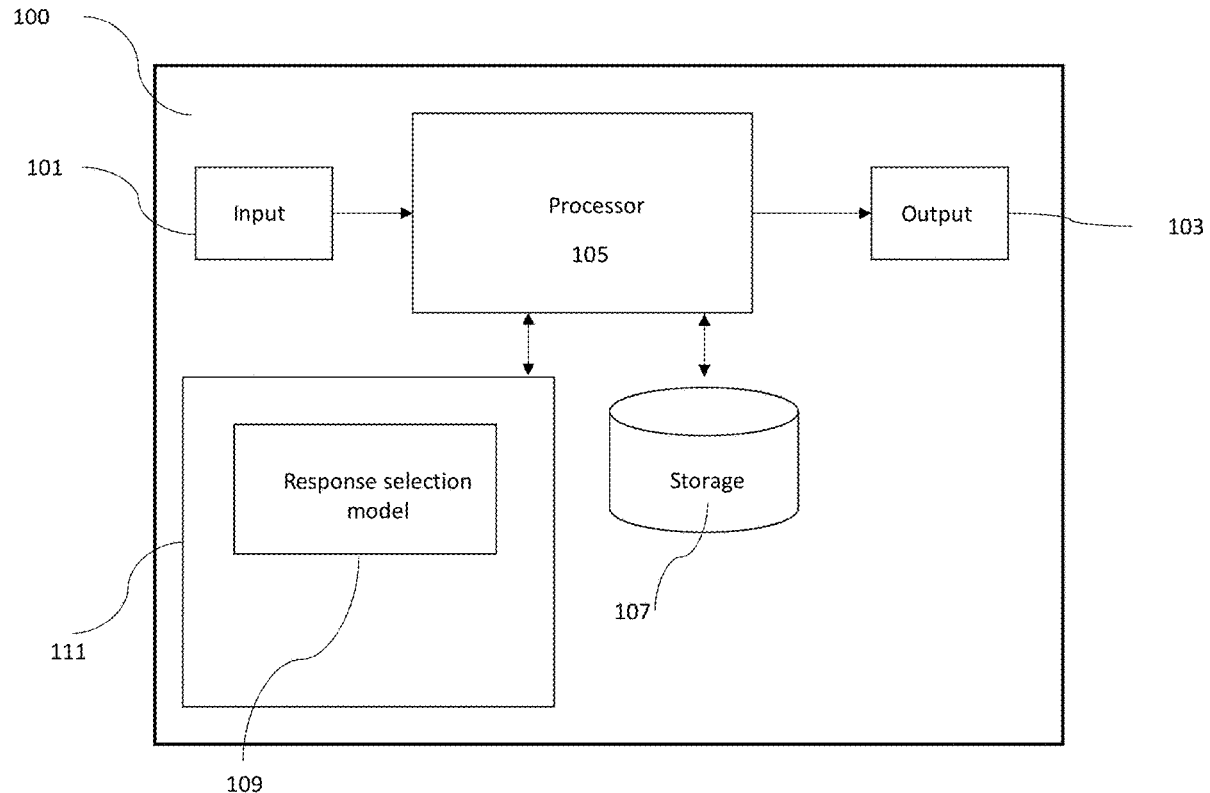 100
101
Input
Processor
105
Output
103
Response selection
model
Storage
107
111
109